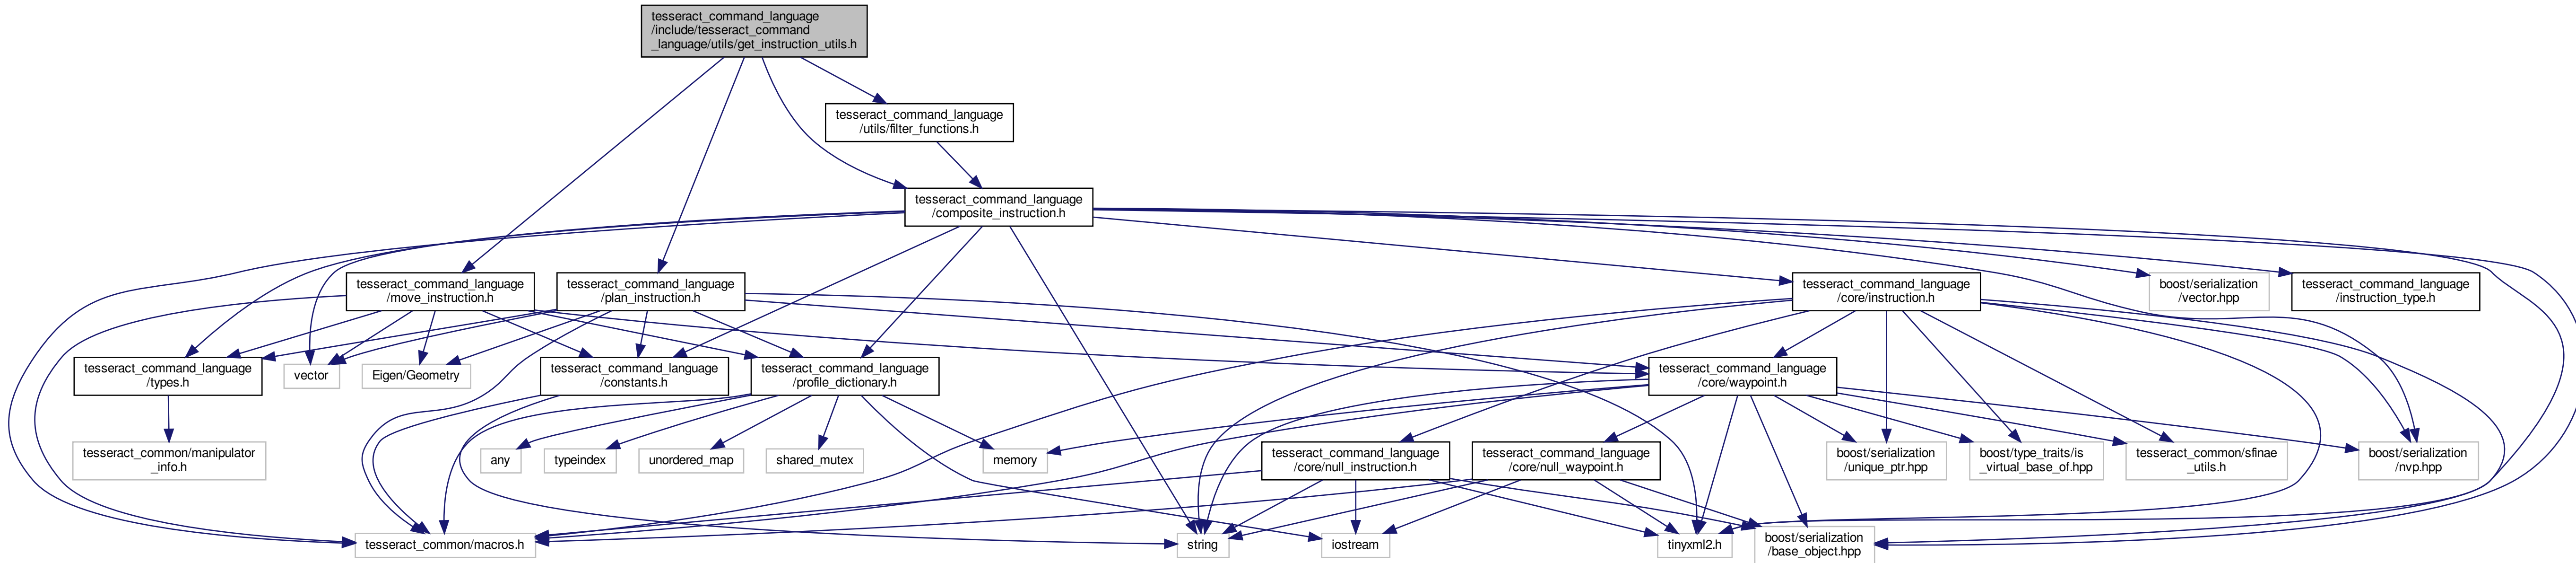 tesseract_command_language
/include/tesseract_command
_language/utils/get_instruction_utils.h
tesseract_command_language
/utils/filter_functions.h
tesseract_command_language
/composite_instruction.h
tesseract_command_language
/move_instruction.h
tesseract_command_language
/plan_instruction.h
tesseract_command_language
/core/instruction.h
boost/serialization
/vector.hpp
tesseract_command_language
/instruction_type.h
tesseract_command_language
/types.h
vector
Eigen/Geometry
tesseract_command_language
/constants.h
tesseract_command_language
/profile_dictionary.h
tesseract_command_language
/core/waypoint.h
tesseract_common/manipulator
_info.h
any
typeindex
unordered_map
shared_mutex
memory
tesseract_command_language
/core/null_instruction.h
tesseract_command_language
/core/null_waypoint.h
boost/serialization
/unique_ptr.hpp
boost/type_traits/is
_virtual_base_of.hpp
tesseract_common/sfinae
_utils.h
boost/serialization
/nvp.hpp
tesseract_common/macros.h
string
iostream
tinyxml2.h
boost/serialization
/base_object.hpp